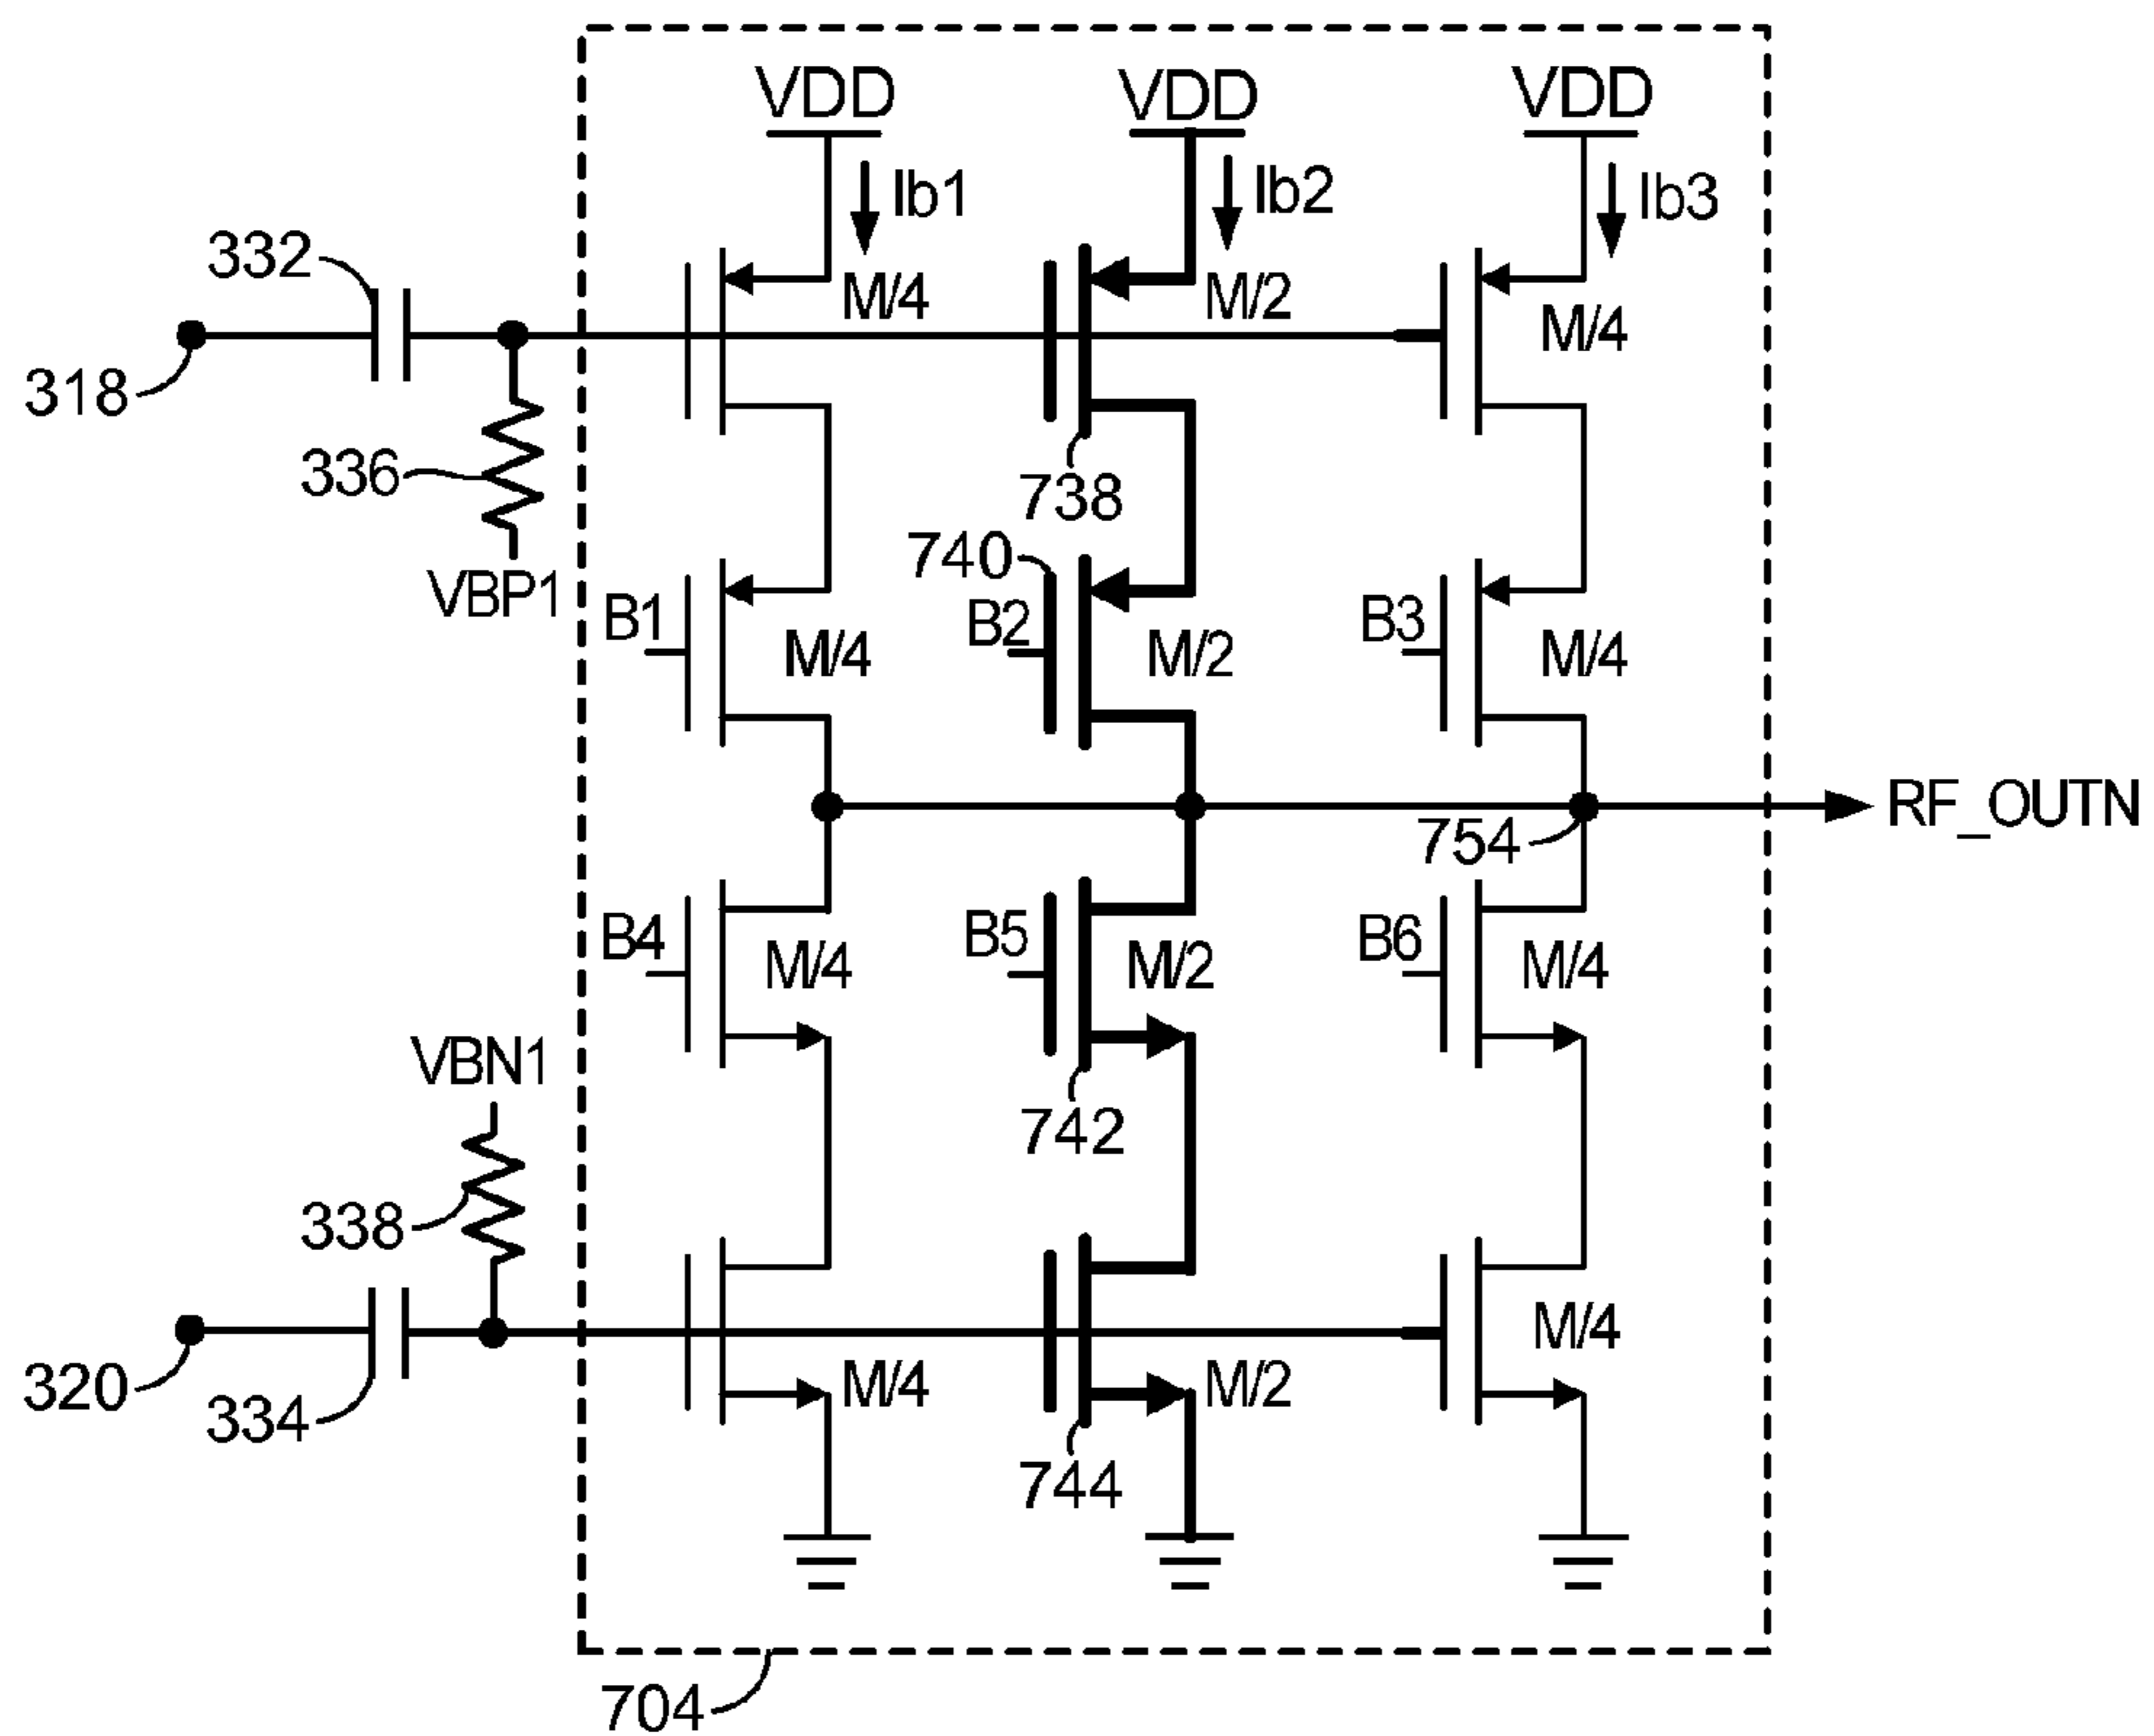 VDD VDD VDD
Ib1 Ib2 Ib3
332
M/4 M/2 M/4
318
336
738
740
VBP1 B1 B2 B3
M/4 M/2 M/4
RF_OUTN
754
B4 B5 B6
M/4 M/2 M/4
VBN1
742
338
M/4
320
334
M/4 M/2
744
704